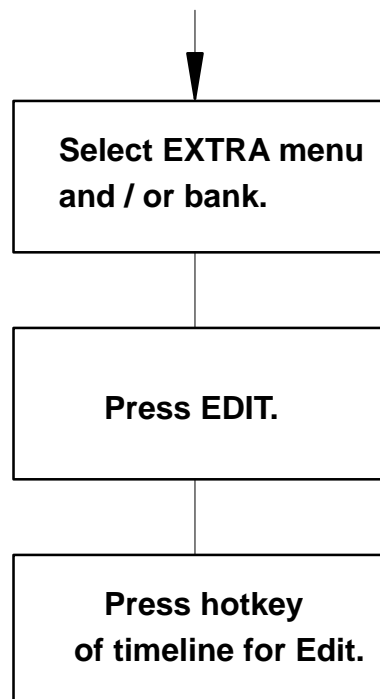 Select EXTRA menu
and / or bank.
Press EDIT.
Press hotkey
of timeline for Edit.